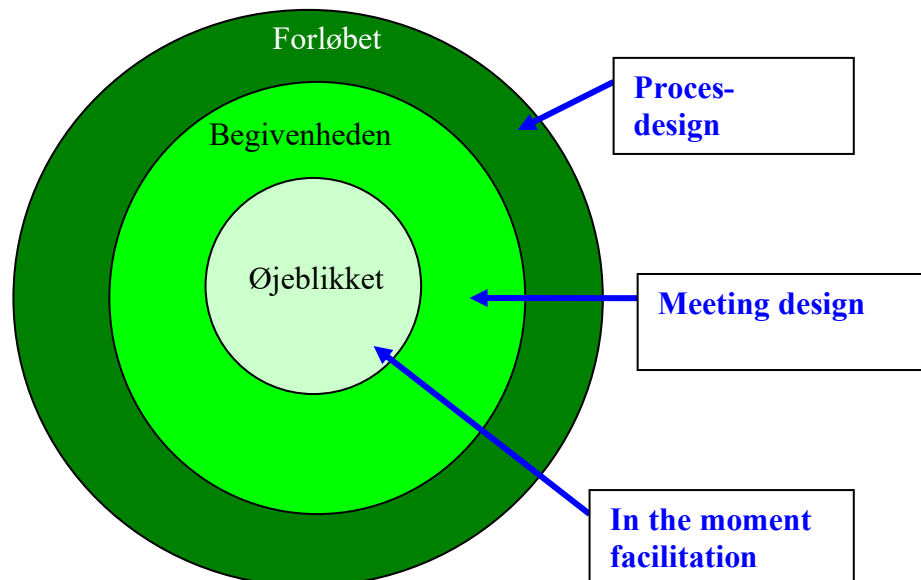 Forløbet
Proces-
design
Begivenheden
Øjeblikket
Meeting design
In the moment
facilitation